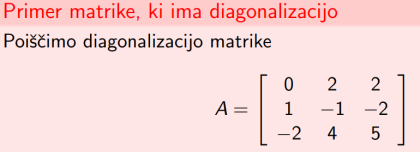 Primer matrike, ki ima diagonalizacijo
Poiščimo diagonalizacijo matrike
0 2 2
A = 1 −1 −2
−2 4 5